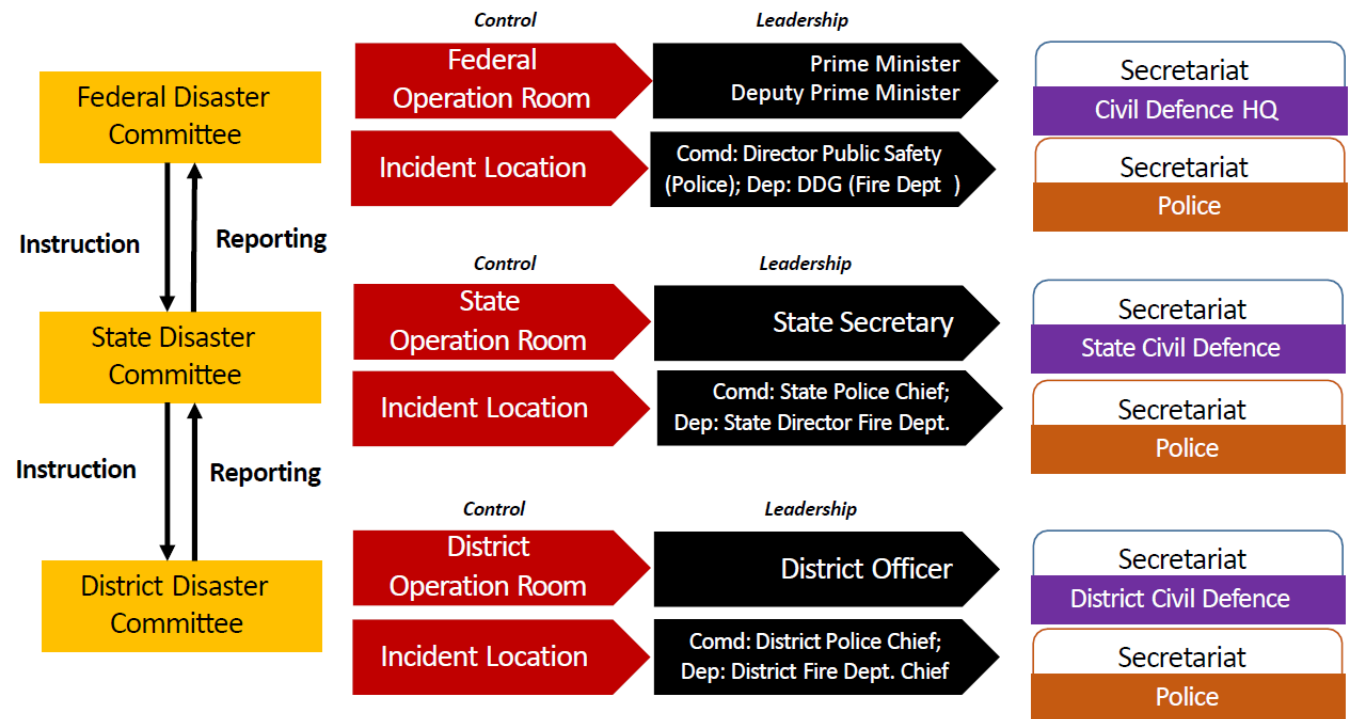 Control
Leadership
Federal Disaster
Committee
Federal
Operation Room
Prime Minister
Deputy Prime Minister
Secretariat
Civil Defence HQ
Incident Location
Comd: Director Public Safety
(Police); Dep: DDG (Fire Dept )
Secretariat
Police
Instruction
Reporting
Control
Leadership
State Disaster
Committee
State
Operation Room
State Secretary
Secretariat
State Civil Defence
Incident Location
Comd: State Police Chief;
Dep: State Director Fire Dept.
Secretariat
Police
Instruction
Reporting
Control
Leadership
District Disaster
Committee
District
Operation Room
District Officer
Secretariat
District Civil Defence
Incident Location
Comd: District Police Chief;
Dep: District Fire Dept. Chief
Secretariat
Police